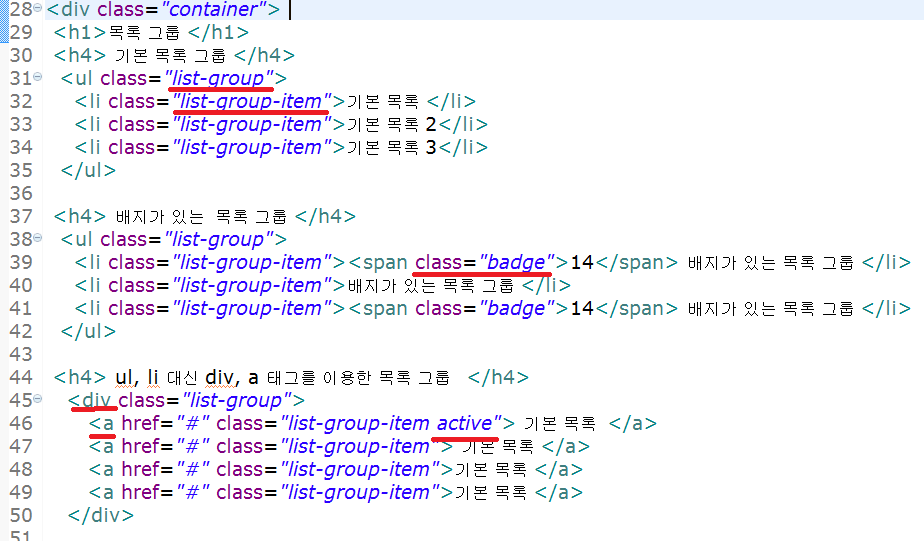 28 <div class="container">
29 <h1>목록 그룹 </h1>
30 <h4> 기본 목록 그룹 </h4>
31 <ul class="list-group">
32 <li class="list-group-item">기본 목록 </li>
33 <li class="list-group-item">기본 목록 2</li>
34 <li class="list-group-item">기본 목록 3</li>
35 </ul>
36
37 <h4> 배지가 있는 목록 그룹 </h4>
38 <ul class="list-group">
39 <li class="list-group-item"><span class="badge">14</span> 배지가 있는 목록 그룹 </li>
40 <li class="list-group-item">배지가 있는 목록 그룹 </li>
41 <li class="list-group-item"><span class="badge">14</span> 배지가 있는 목록 그룹 </li>
42 </ul>
43
44 <h4> ul, li 대신 div, a 태그를 이용한 목록 그룹 </h4>
45 <div class="list-group">
46 <a href="#" class="list-group-item active"> 기본 목록 </a>
47 <a href="#" class="list-group-item"> 기본 목록 </a>
48 <a href="#" class="list-group-item">기본 목록 </a>
49 <a href="#" class="list-group-item">기본 목록 </a>
50 </div>
51